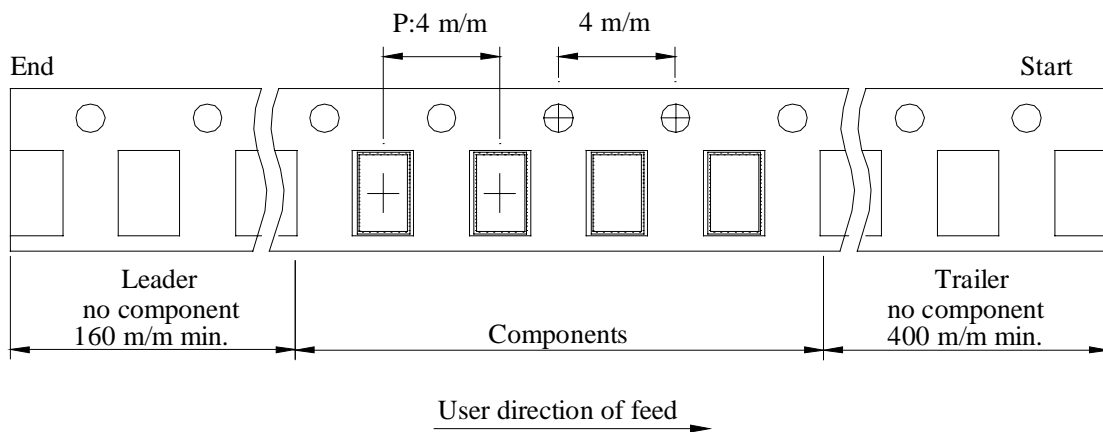 P:4 m/m
4 m/m
End
Start
Leader
no component
160 m/m min.
Components
Trailer
no component
400 m/m min.
User direction of feed